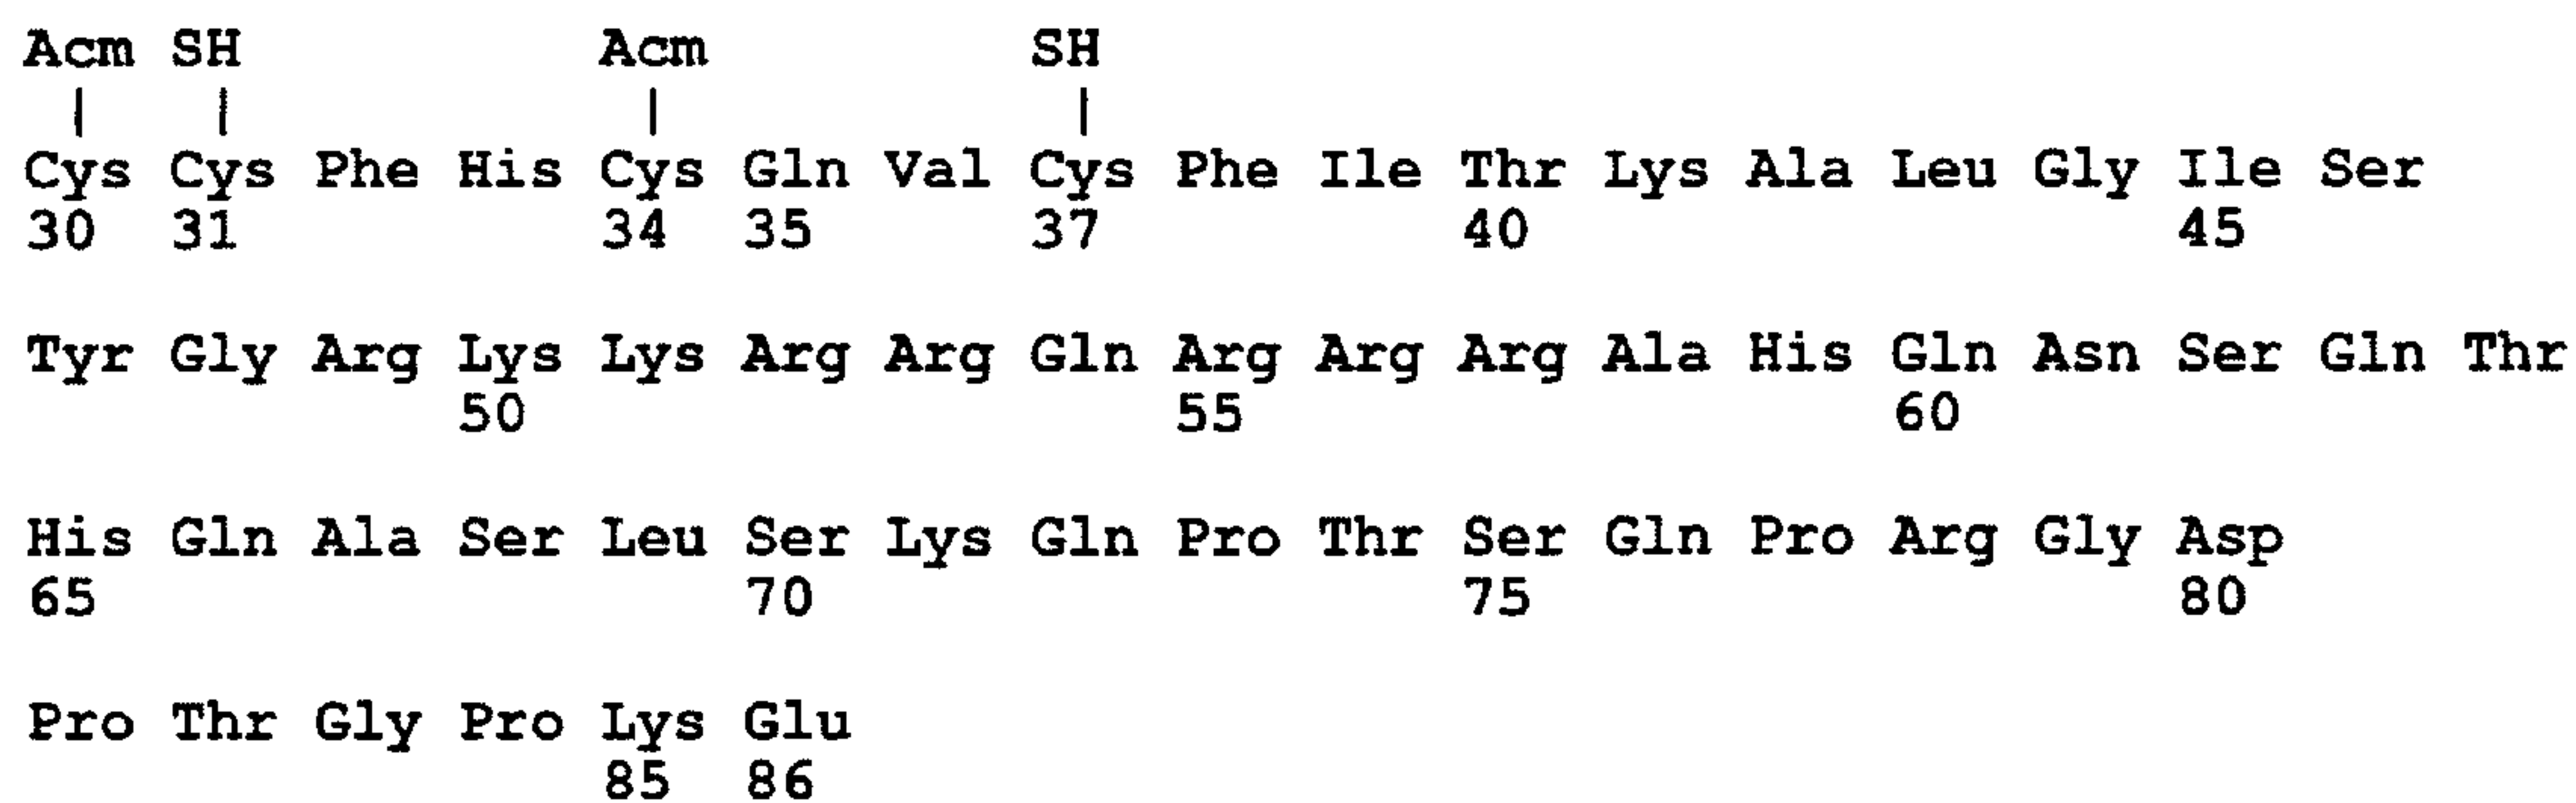 Acm SH Acm SH
| | | |
Cys Cys Phe His Cys Gln Val Cys Phe Ile Thr Lys Ala Leu Gly Ile Ser
30 31 34 35 37 40 45
Tyr Gly Arg Lys Lys Arg Arg Gln Arg Arg Arg Ala His Gln Asn Ser Gln Thr
50 55 60
His Gln Ala Ser Leu Ser Lys Gln Pro Thr Ser Gln Pro Arg Gly Asp
65 70 75 80
Pro Thr Gly Pro Lys Glu
85 86